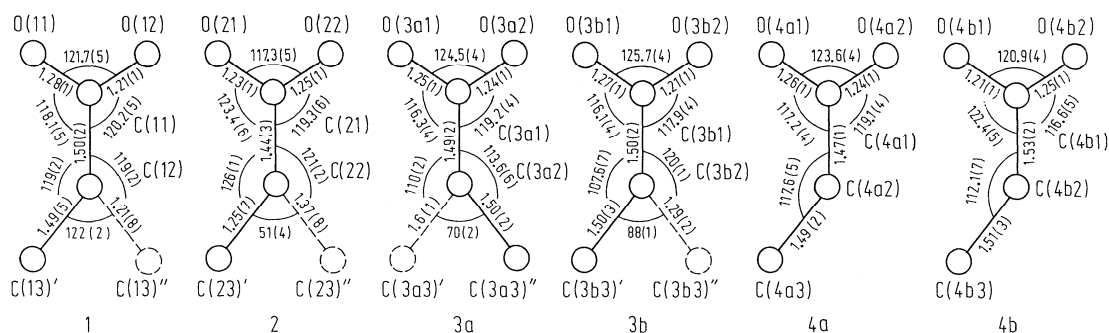 O(11) O(12) O(21) O(22) O(3a1) O(3a2) O(3b1) O(3b2) O(4a1) O(4a2) O(4b1) O(4b2)
121.7(5) 117.3(5) 124.5(4) 125.7(4) 123.6(4) 120.9(4)
1.28(1) 1.21(1) 1.23(1) 1.25(1) 1.25(1) 1.24(1) 1.27(1) 1.21(1) 1.26(1) 1.24(1) 1.21(1) 1.25(1)
118.1(5) 120.2(5) 123.4(6) 119.3(6) 116.3(4) 119.2(4) 116.1(4) 117.9(4) 117.2(4) 119.1(4) 122.4(5) 116.6(5)
C(11) C(21) C(3a1) C(3b1) C(4a1) C(4b1)
1.50(2) 1.44(3) 1.49(2) 1.50(2) 1.47(1) 1.53(2)
119(2) 119(2) 126(1) 121(2) 110(2) 113.6(6) 107.6(7) 120(1) 117.6(5) 112.1(7)
C(12) C(22) C(3a2) C(3b2) C(4a2) C(4b2)
1.49(5) 1.21(8) 1.25(7) 1.37(8) 1.6(1) 1.50(2) 1.50(3) 1.29(2) 1.49(2) 1.51(3)
122(2) 51(4) 70(2) 88(1)
C(13)′ C(13)″ C(23)′ C(23)″ C(3a3)′ C(3a3)″ C(3b3)′ C(3b3)″ C(4a3) C(4b3)
1 2 3a 3b 4a 4b